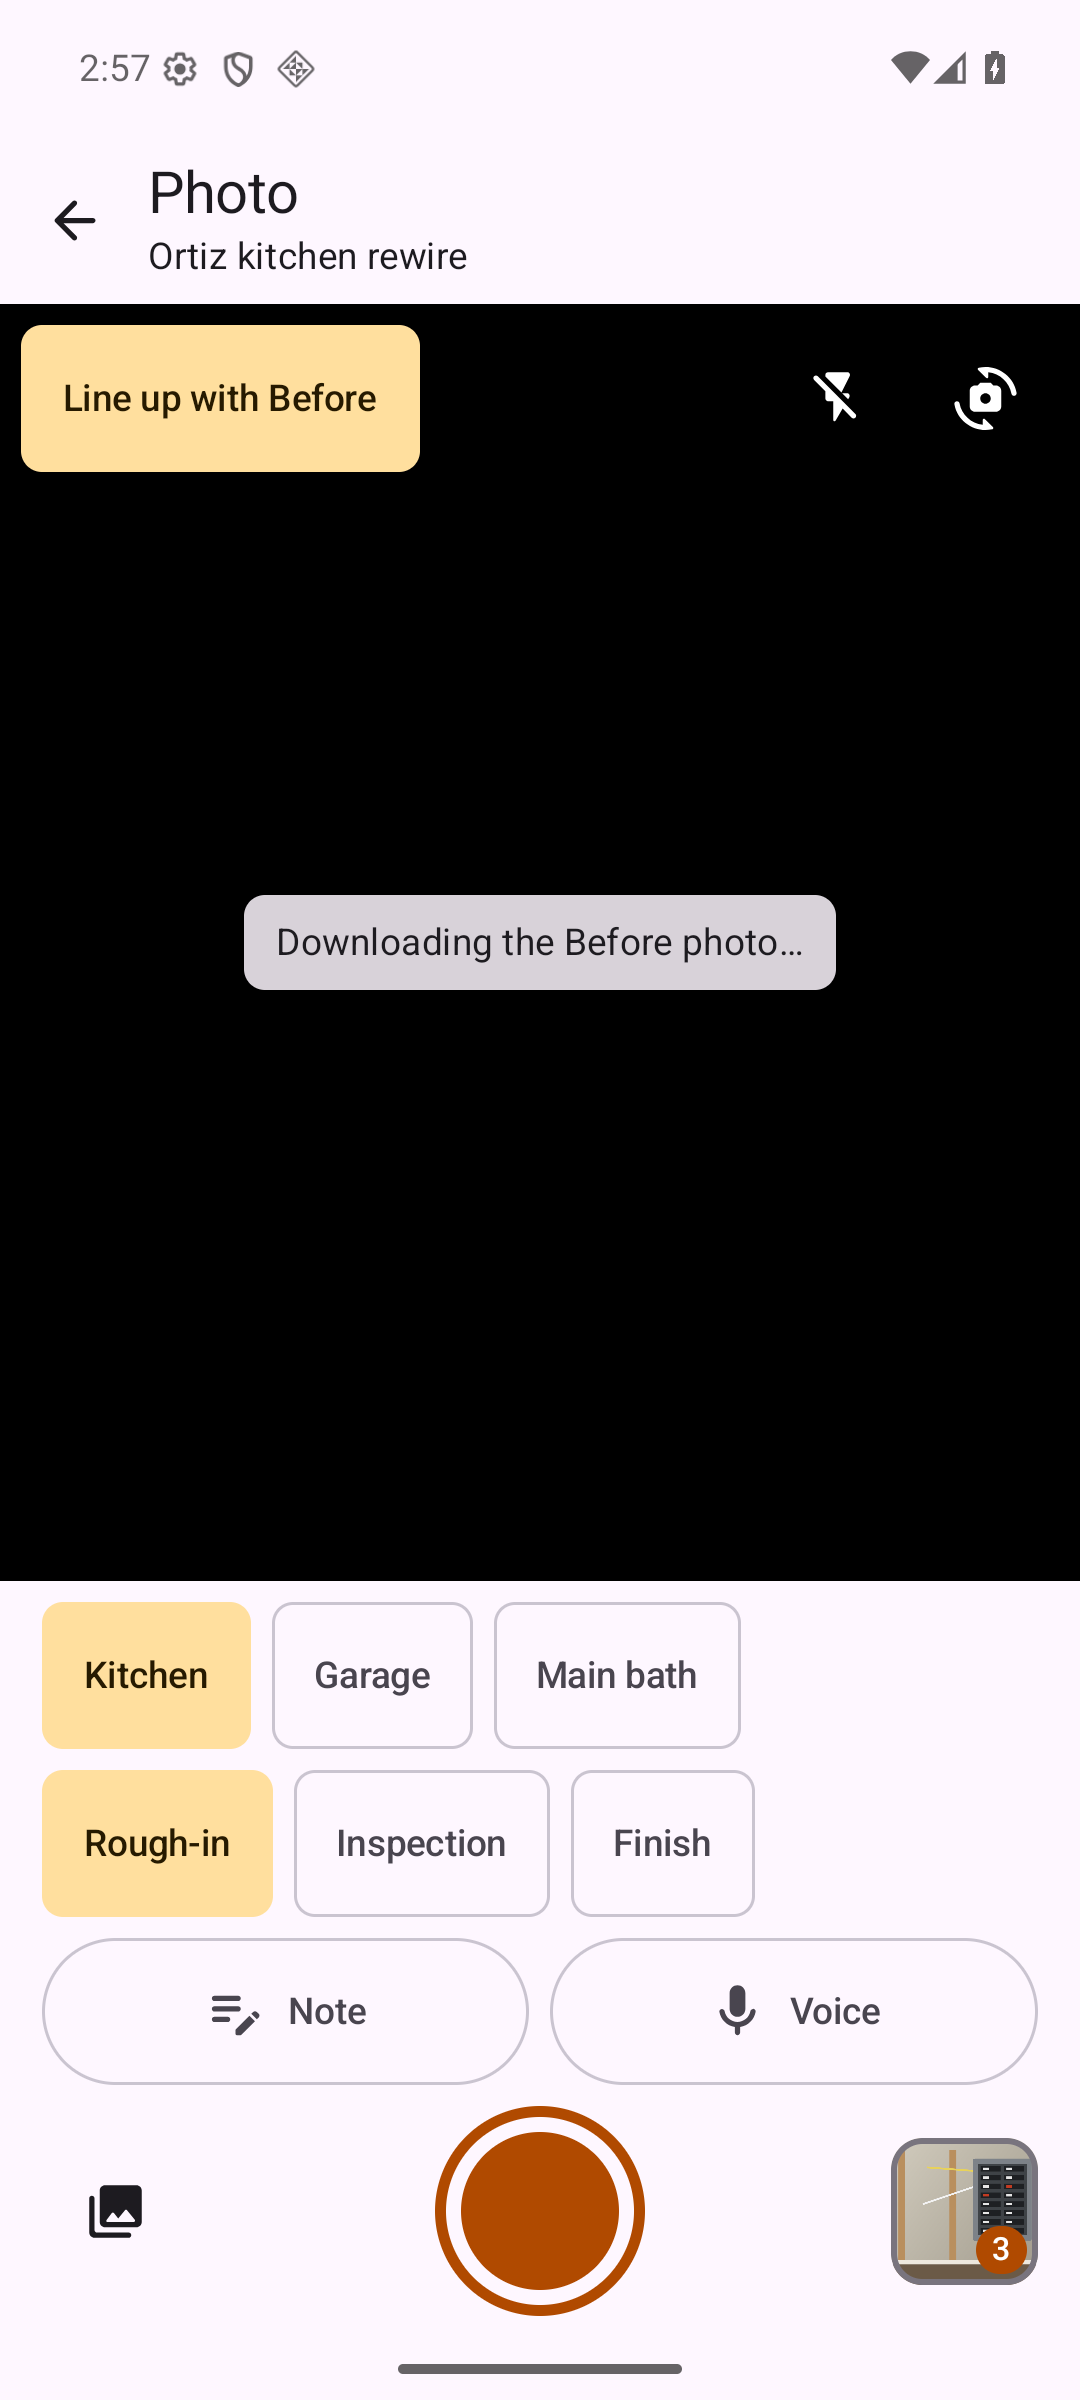 2:57
Photo
Ortiz kitchen rewire
Line up with Before
Downloading the Before photo...
Kitchen
Garage
Main bath
Rough-in
Inspection
Finish
Note
Voice
3